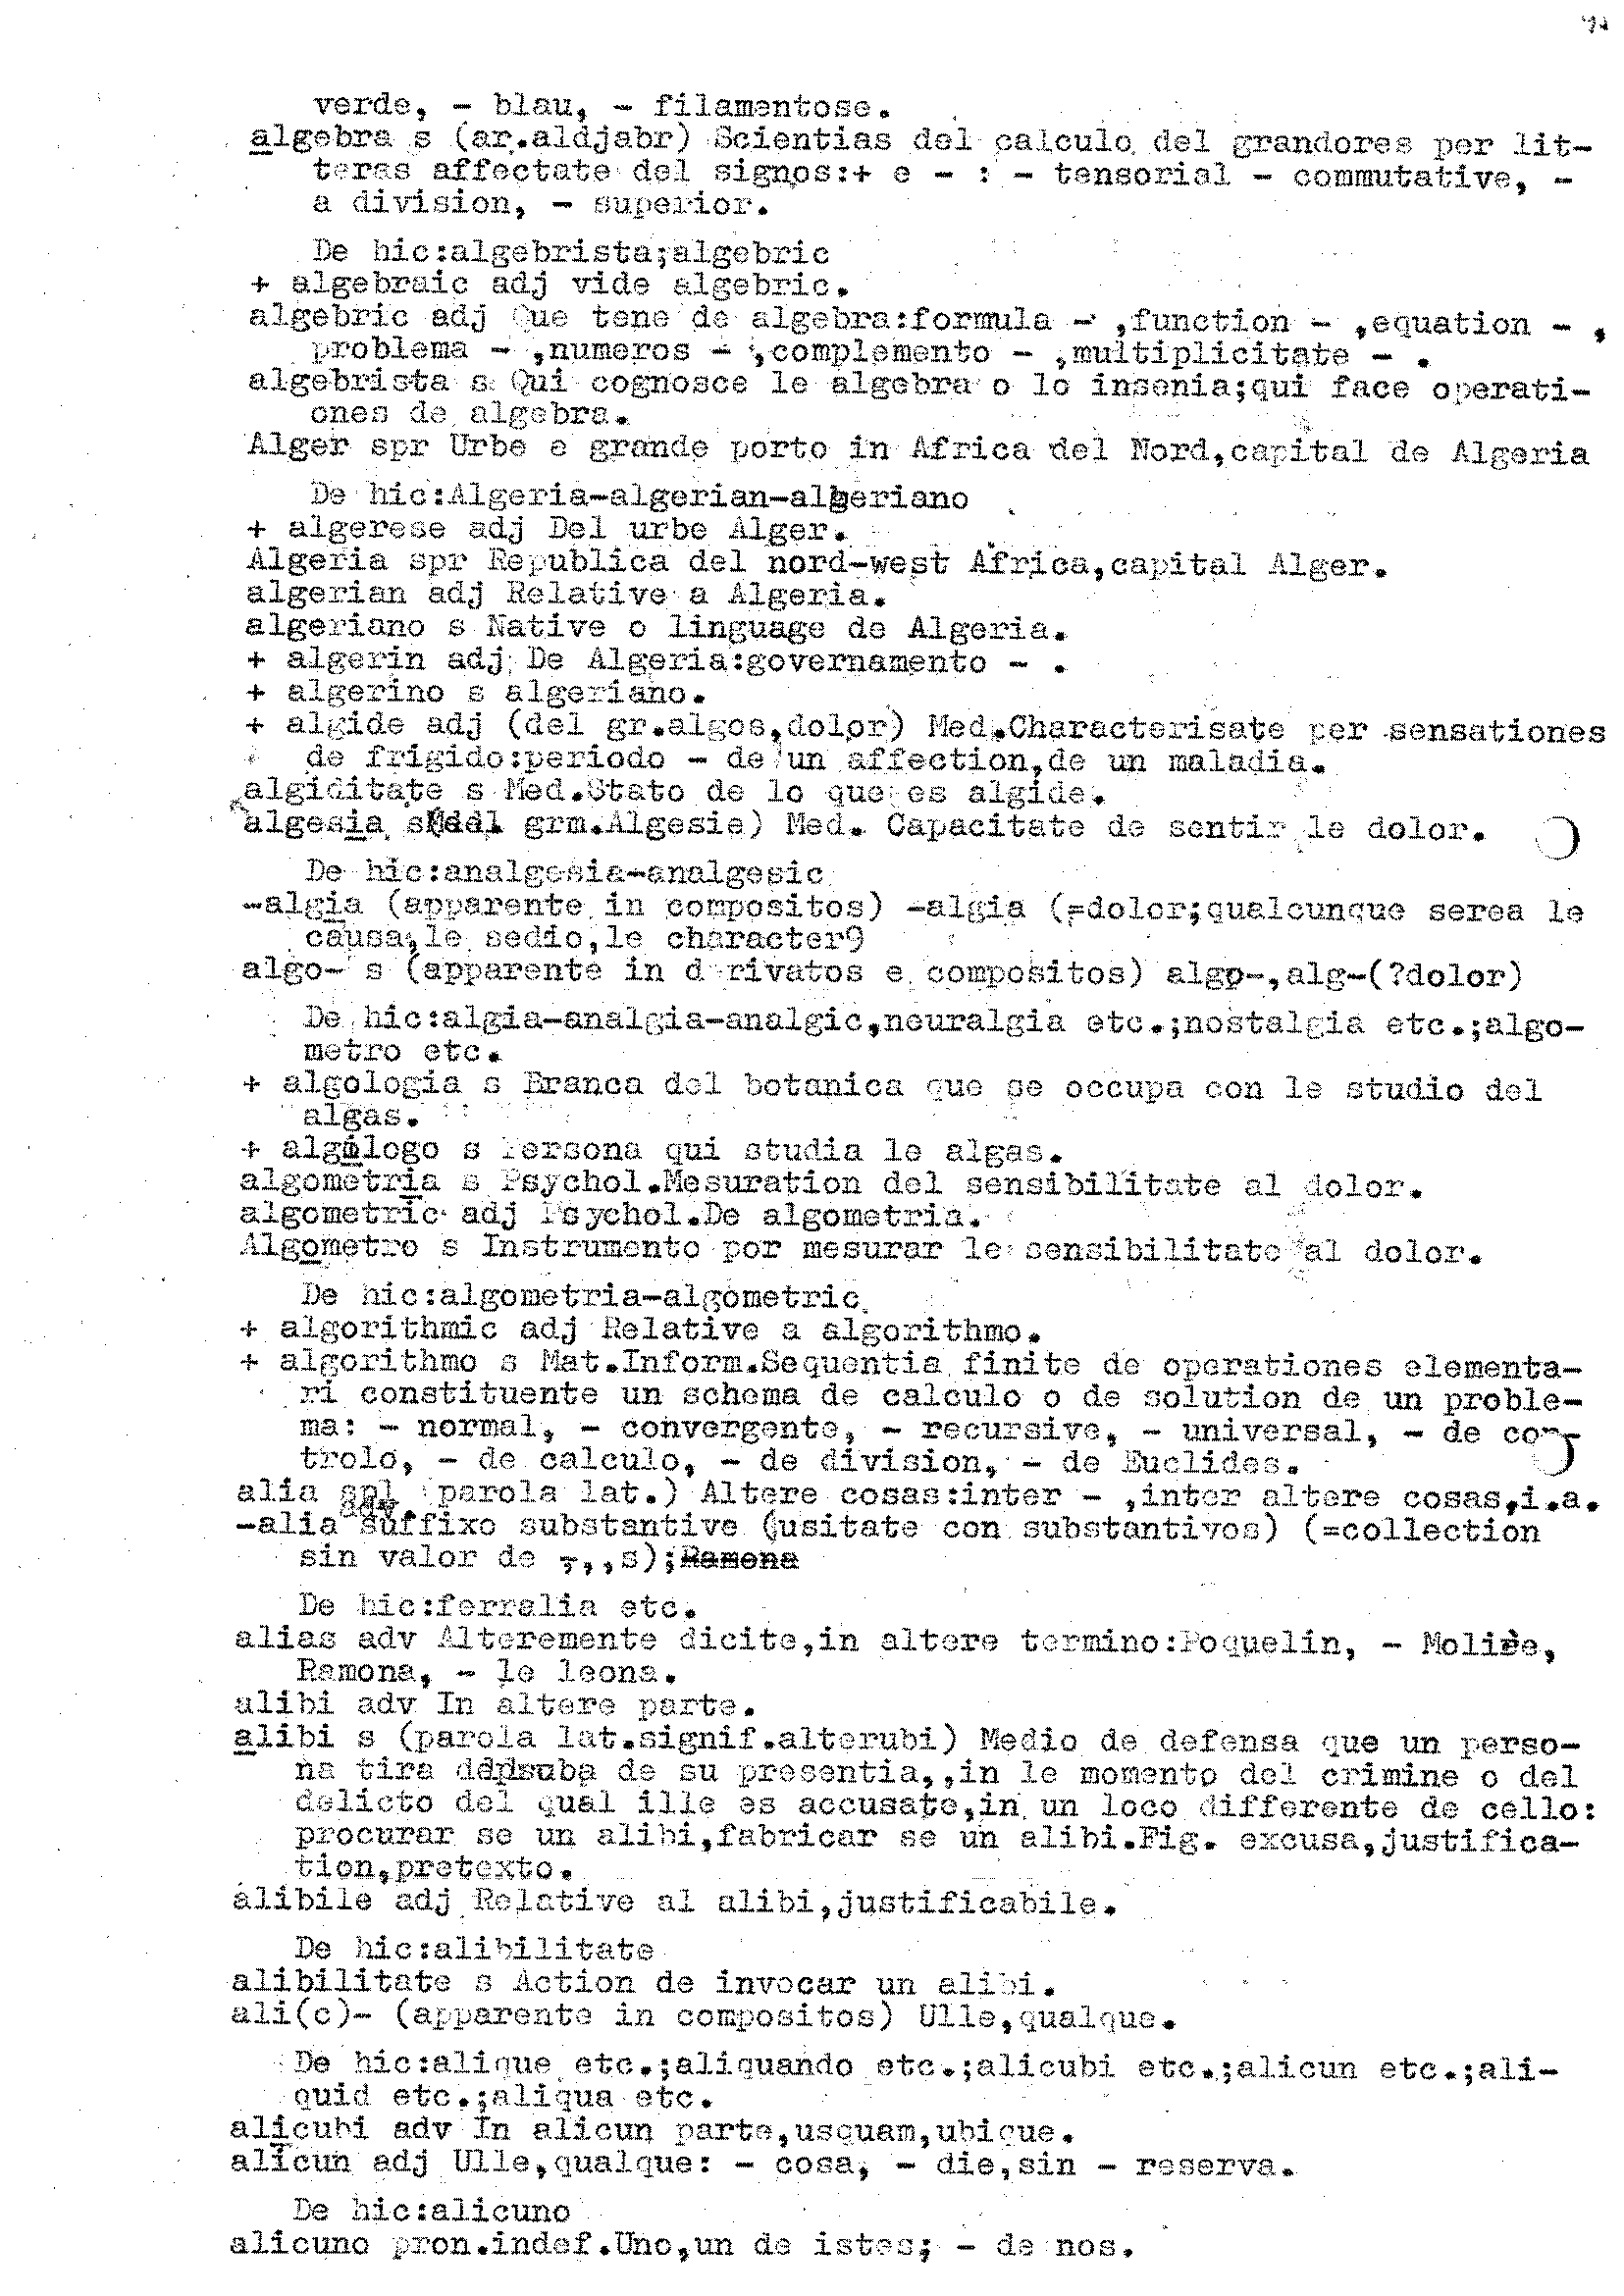 verde, - blau, - filamentose.
algebra s (ar.aldjabr) Scientias del calculo del grandores per lit-
teras affectate del signos:+ e - : - tensorial - commutative, -
a division, - superior.
De hic:algebrista;algebric
+ algebraic adj vide algebric.
algebric adj Que tene de algebra:formula - ,function - ,equation - ,
problema - ,numeros - ,complemento - ,multiplicitate - .
algebrista s Qui cognosce le algebra o lo insenia;qui face operati-
ones de algebra.
Alger spr Urbe e grande porto in Africa del Nord,capital de Algeria
De hic:Algeria-algerian-algeriano
+ algerese adj Del urbe Alger.
Algeria spr Republica del nord-west Africa,capital Alger.
algerian adj Relative a Algeria.
algeriano s Native o linguage de Algeria.
+ algerin adj De Algeria:governamento - .
+ algerino s algeriano.
+ algide adj (del gr.algos,dolor) Med.Characterisate per sensationes
de frigido:periodo - de un affection,de un maladia.
algiditate s Med.Stato de lo que es algide.
algesia s grm.Algesie) Med. Capacitate de sentir le dolor.
De hic:analgesia-analgesic
-algia (apparente in compositos) -algia (=dolor;qualcunque serea le
causa,le sedio,le character9
algo- s (apparente in derivatos e compositos) algo-,alg-(?dolor)
De hic:algia-analgia-analgic,neuralgia etc.;nostalgia etc.;algo-
metro etc.
+ algologia s Branca del botanica que se occupa con le studio del
algas.
+ algologo s Persona qui studia le algas.
algometria s Psychol.Mesuration del sensibilitate al dolor.
algometric adj Psychol.De algometria.
Algometro s Instrumento por mesurar le sensibilitate al dolor.
De hic:algometria-algometric
+ algorithmic adj Relative a algorithmo.
+ algorithmo s Mat.Inform.Sequentia finite de operationes elementa-
ri constituente un schema de calculo o de solution de un proble-
ma: - normal, - convergente, - recursive, - universal, - de con-
trolo, - de calculo, - de division, - de Euclides.
alia spl parola lat.) Altere cosas:inter - ,inter altere cosas,i.a.
adv.
-alia suffixo substantive (usitate con substantivos) (=collection
sin valor de -,,,s);Ramona
De hic:ferralia etc.
alias adv Alteremente dicite,in altere termino:Poquelin, - Molière,
Ramona, - le leona.
alibi adv In altere parte.
alibi s (parola lat.signif.alterubi) Medio de defensa que un perso-
na tira de su presentia,,in le momento del crimine o del
delicto del qual ille es accusate,in un loco differente de cello:
procurar se un alibi,fabricar se un alibi.Fig. excusa,justifica-
tion,pretexto.
alibile adj Relative al alibi,justificabile.
De hic:alibilitate
alibilitate s Action de invocar un alibi.
ali(c)- (apparente in compositos) Ulle,qualque.
De hic:alique etc.;aliquando etc.;alicubi etc.;alicun etc.;ali-
quid etc.;aliqua etc.
alicubi adv In alicun parte,usquam,ubique.
alicun adj Ulle,qualque: - cosa, - die,sin - reserva.
De hic:alicuno
alicuno pron.indef.Uno,un de istes; - de nos.